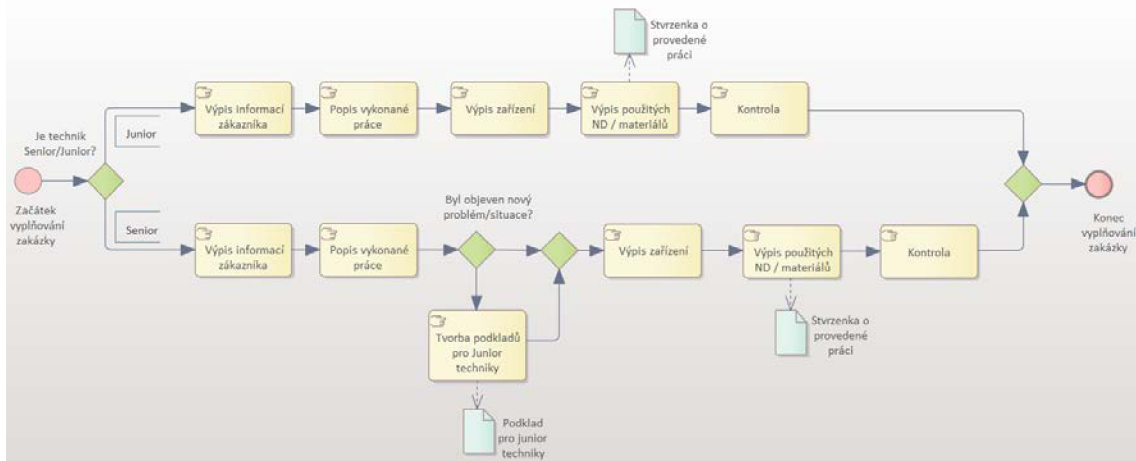 Stvrzenka o
provedené
práci
Výpis informací
zákazníka
Popis vykonané
práce
Výpis zařízení
Výpis použitých
ND / materiálů
Kontrola
Je technik
Senior/Junior?
Junior
Začátek
vyplňování
zakázky
Senior
Byl objeven nový
problém/situace?
Konec
vyplňování
zakázky
Výpis informací
zákazníka
Popis vykonané
práce
Výpis zařízení
Výpis použitých
ND / materiálů
Kontrola
Tvorba podkladů
pro Junior
techniky
Stvrzenka o
provedené
práci
Podklad
pro junior
techniky